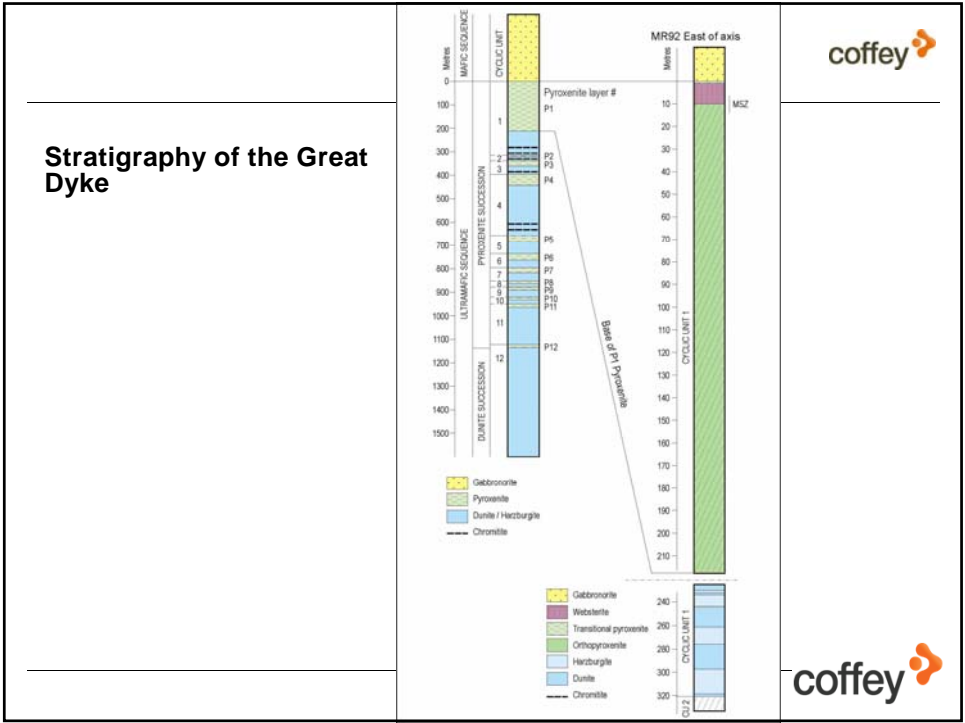 coffey
Stratigraphy of the Great
Dyke
Metres
MAFIC SEQUENCE
CYCLIC UNIT
0
100
200
300
400
500
600
700
800
900
1000
1100
1200
1300
1400
1500
ULTRAMAFIC SEQUENCE
PYROXENITE SUCCESSION
DUNITE SUCCESSION
1
2
3
4
5
6
7
8
9
10
11
12
Pyroxenite layer #
P1
P2
P3
P4
P5
P6
P7
P8
P9
P10
P11
P12
Gabbronorite
Pyroxenite
Dunite / Harzburgite
Chromitite
Base of P1 Pyroxenite
MR92 East of axis
Metres
MSZ
10
20
30
40
50
60
70
80
90
100
110
120
130
140
150
160
170
180
190
200
210
CYCLIC UNIT 1
240
260
280
300
320
CYCLIC UNIT 1
CU 2
Gabbronorite
Websterite
Transitional pyroxenite
Orthopyroxenite
Harzburgite
Dunite
Chromitite
coffey